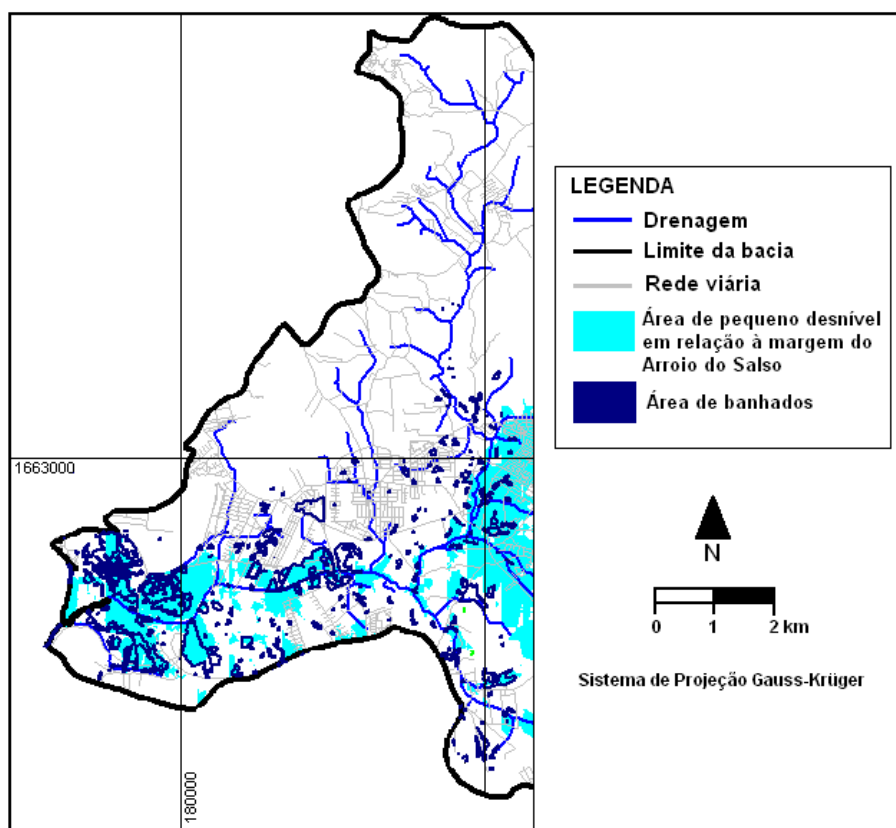 LEGENDA
Drenagem
Limite da bacia
Rede viária
Área de pequeno desnível
em relação à margem do
Arroio do Salso
Área de banhados
1663000
180000
N
0 1 2 km
Sistema de Projeção Gauss-Krüger